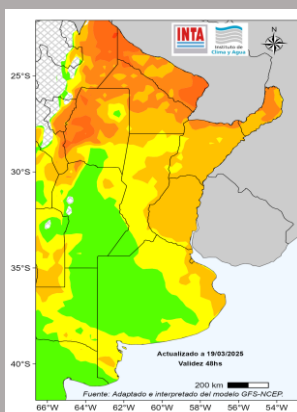 INTA
Instituto de
Clima y Agua
N
25°S
30°S
35°S
40°S
Actualizado a 19/03/2025
Validez 48hs
200 km
Fuente: Adaptado e interpretado del modelo GFS-NCEP.
66°W 64°W 62°W 60°W 58°W 56°W 54°W